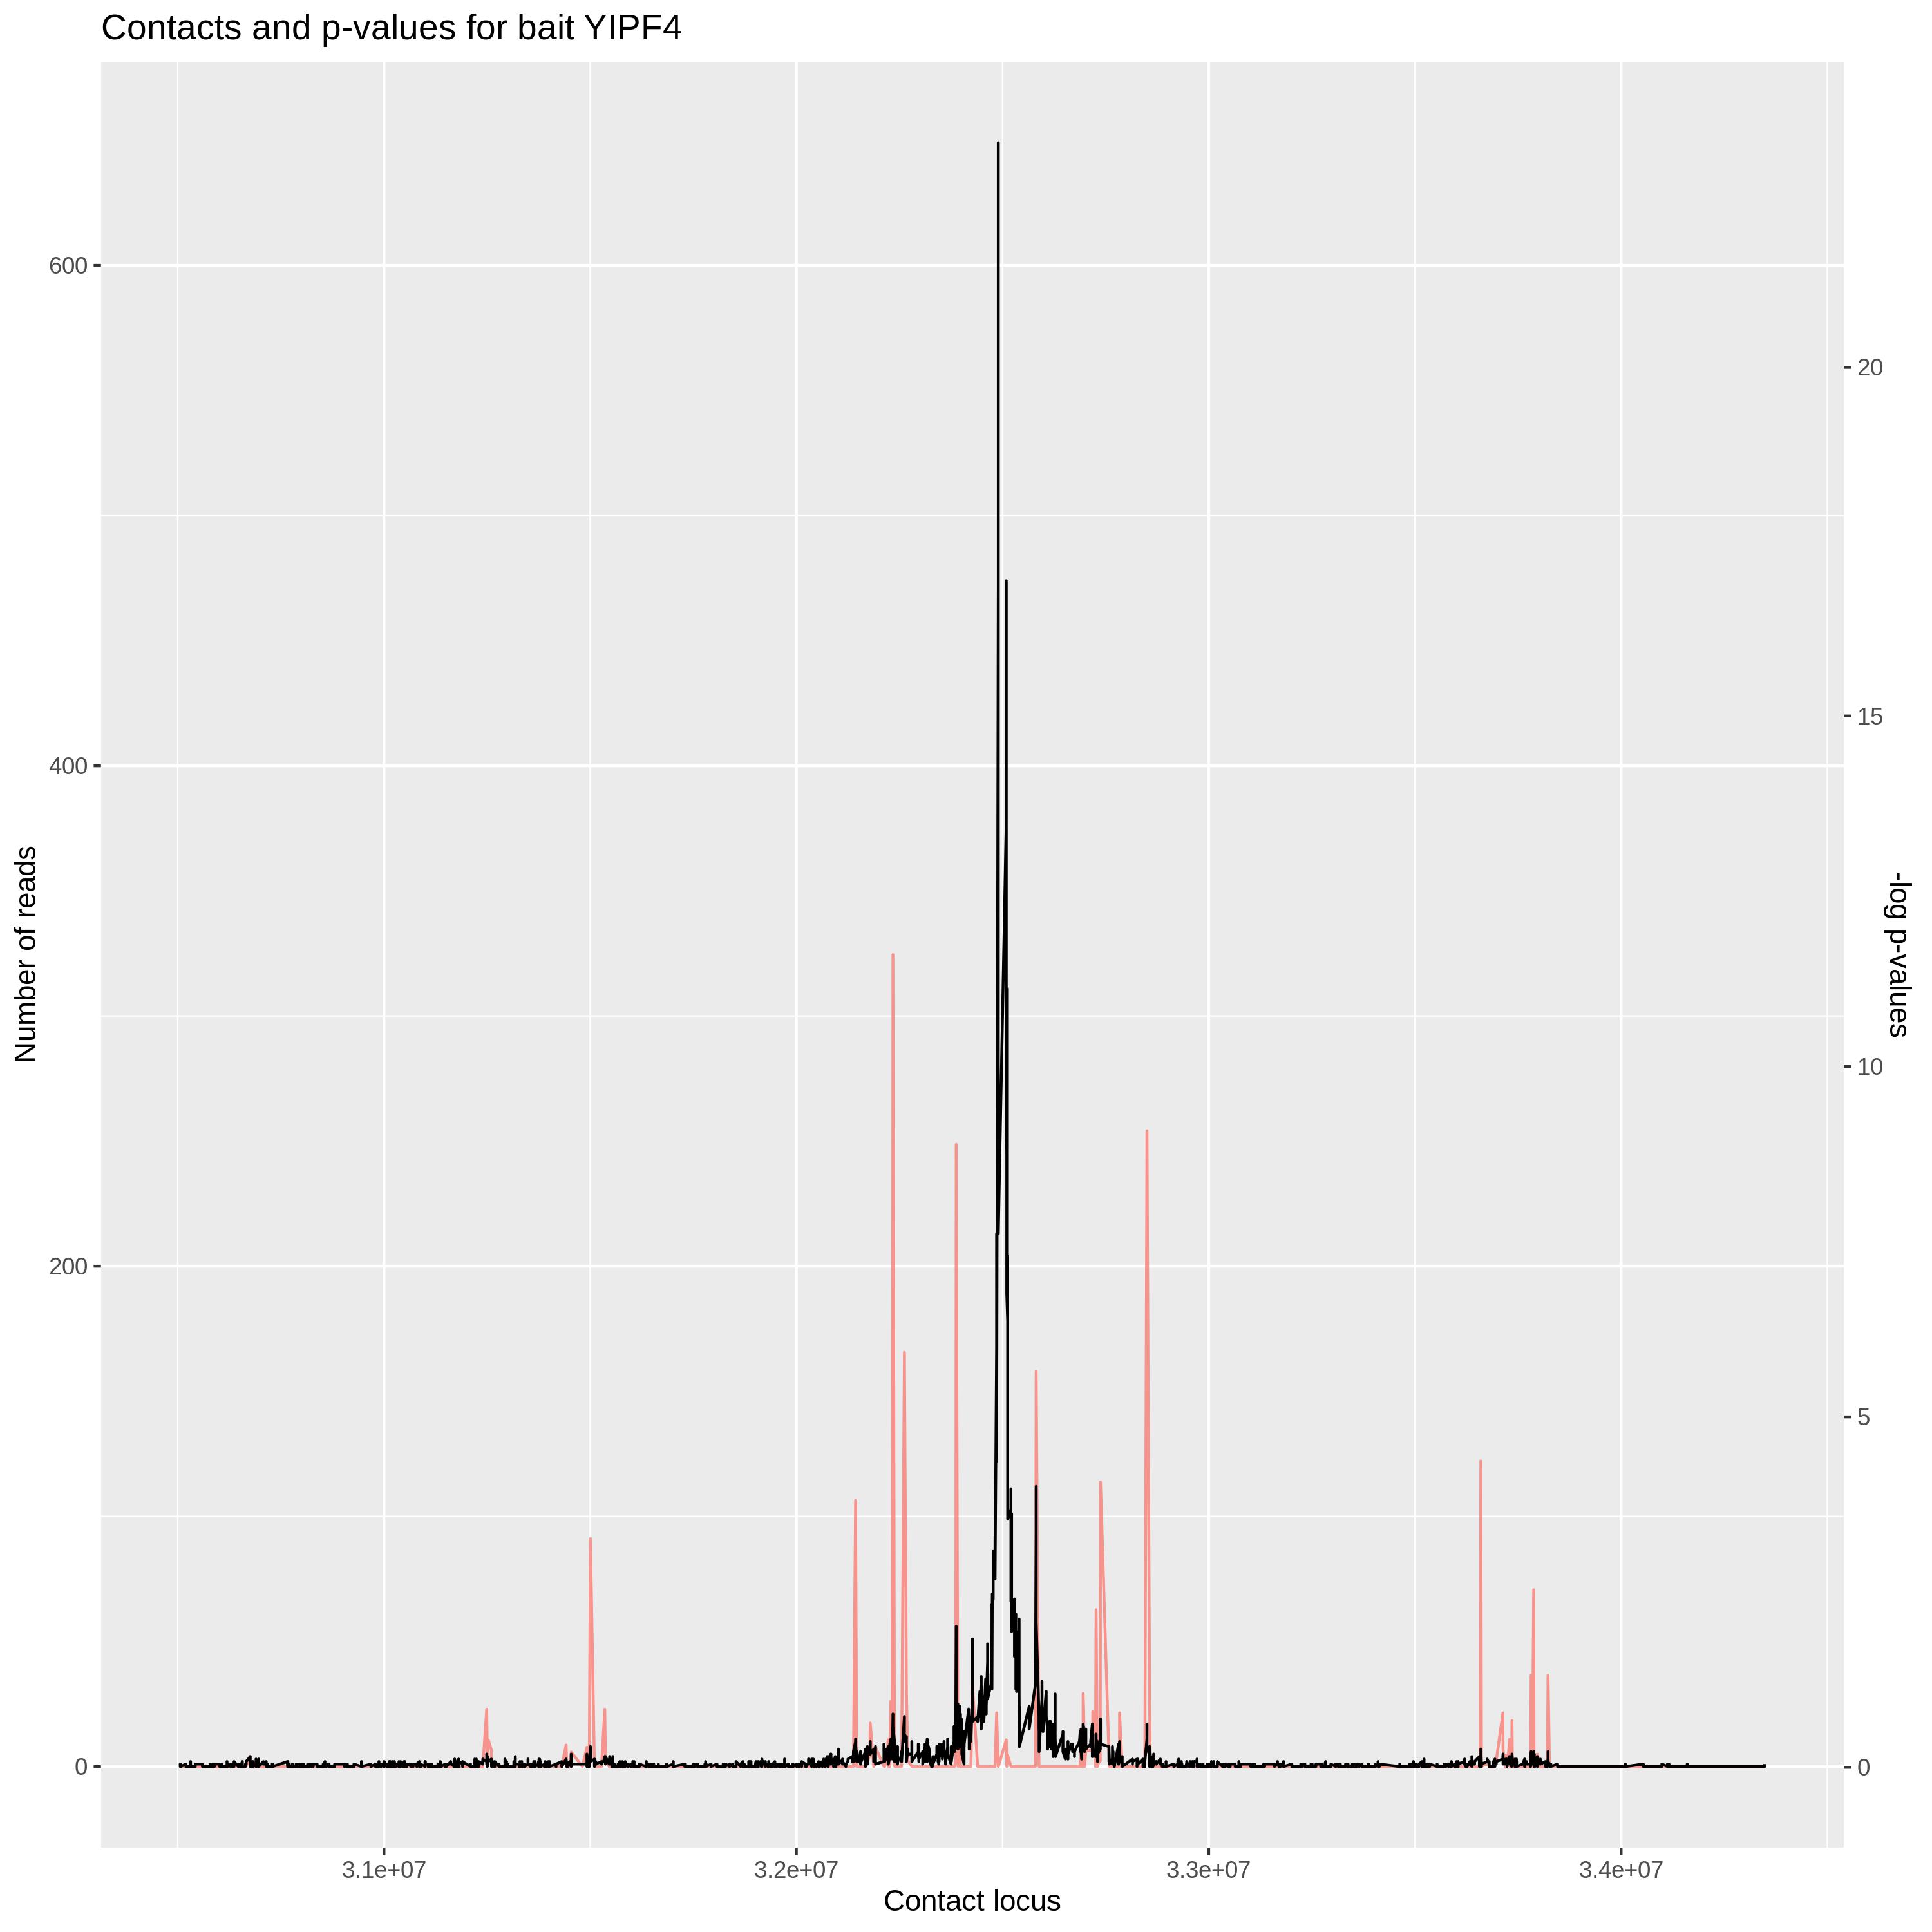 Contacts and p-values for bait YIPF4
600
400
200
0
Number of reads
20
15
10
5
0
-log p-values
3.1e+07
3.2e+07
3.3e+07
3.4e+07
Contact locus